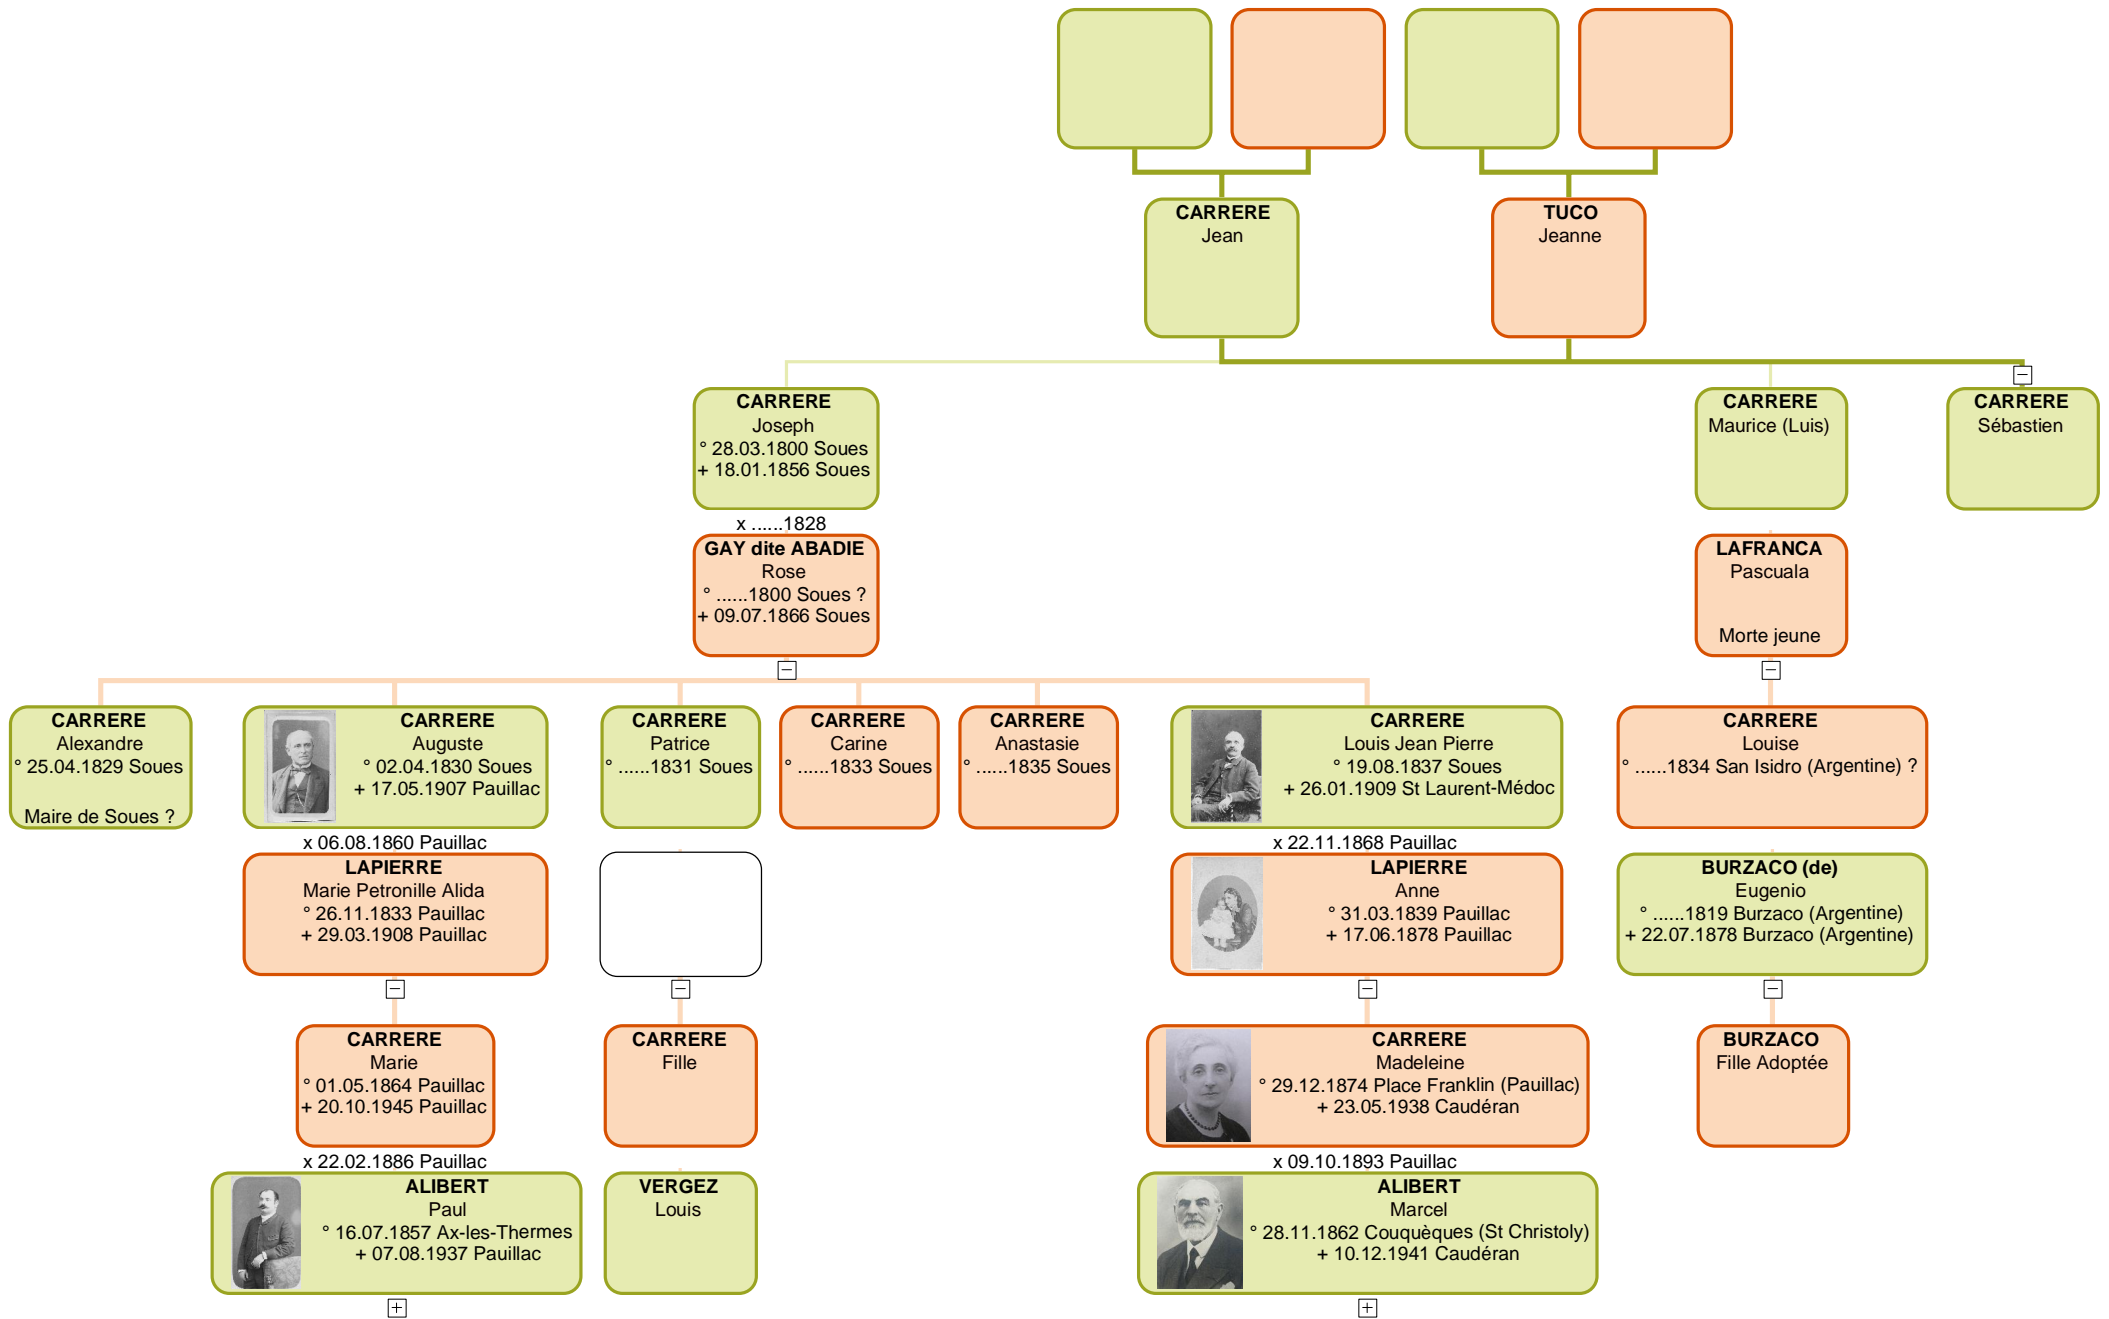 CARRERE
Jean
TUCO
Jeanne
CARRERE
Joseph
° 28.03.1800 Soues
+ 18.01.1856 Soues
CARRERE
Maurice (Luis)
CARRERE
Sébastien
x ......1828
GAY dite ABADIE
Rose
° ......1800 Soues ?
+ 09.07.1866 Soues
LAFRANCA
Pascuala
Morte jeune
CARRERE
Alexandre
° 25.04.1829 Soues
Maire de Soues ?
CARRERE
Auguste
° 02.04.1830 Soues
+ 17.05.1907 Pauillac
CARRERE
Patrice
° ......1831 Soues
CARRERE
Carine
° ......1833 Soues
CARRERE
Anastasie
° ......1835 Soues
CARRERE
Louis Jean Pierre
° 19.08.1837 Soues
+ 26.01.1909 St Laurent-Médoc
CARRERE
Louise
° ......1834 San Isidro (Argentine) ?
x 06.08.1860 Pauillac
LAPIERRE
Marie Petronille Alida
° 26.11.1833 Pauillac
+ 29.03.1908 Pauillac
x 22.11.1868 Pauillac
LAPIERRE
Anne
° 31.03.1839 Pauillac
+ 17.06.1878 Pauillac
BURZACO (de)
Eugenio
° ......1819 Burzaco (Argentine)
+ 22.07.1878 Burzaco (Argentine)
CARRERE
Marie
° 01.05.1864 Pauillac
+ 20.10.1945 Pauillac
CARRERE
Fille
CARRERE
Madeleine
° 29.12.1874 Place Franklin (Pauillac)
+ 23.05.1938 Caudéran
BURZACO
Fille Adoptée
x 22.02.1886 Pauillac
ALIBERT
Paul
° 16.07.1857 Ax-les-Thermes
+ 07.08.1937 Pauillac
VERGEZ
Louis
x 09.10.1893 Pauillac
ALIBERT
Marcel
° 28.11.1862 Couquèques (St Christoly)
+ 10.12.1941 Caudéran